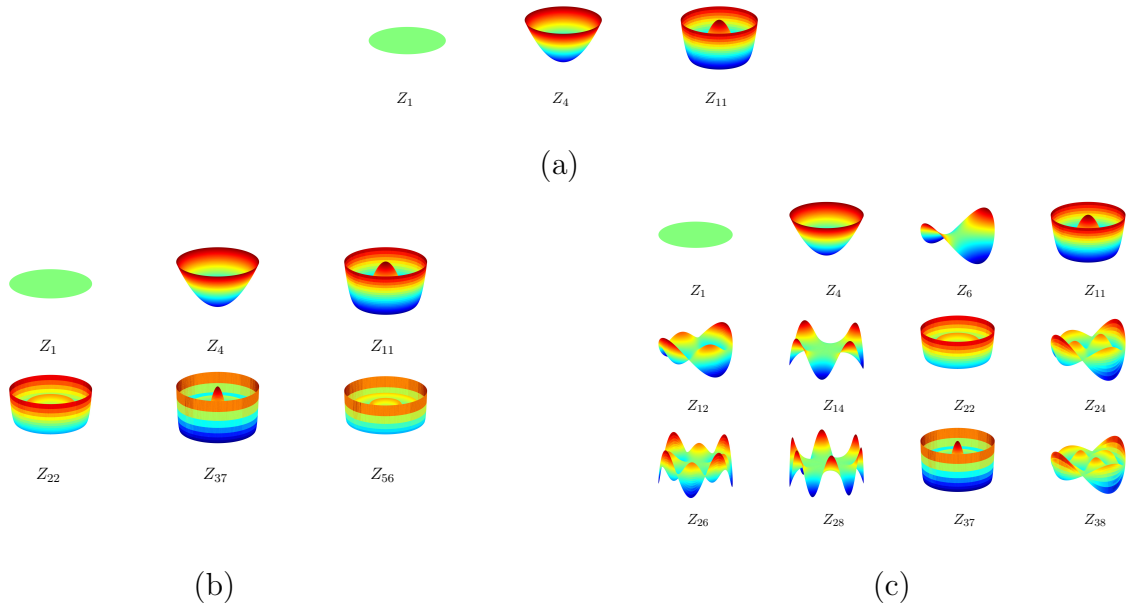 Z₁ Z₄ Z₁₁
(a)
Z₁ Z₄ Z₁₁
Z₂₂ Z₃₇ Z₅₆
(b)
Z₁ Z₄ Z₆ Z₁₁
Z₁₂ Z₁₄ Z₂₂ Z₂₄
Z₂₆ Z₂₈ Z₃₇ Z₃₈
(c)